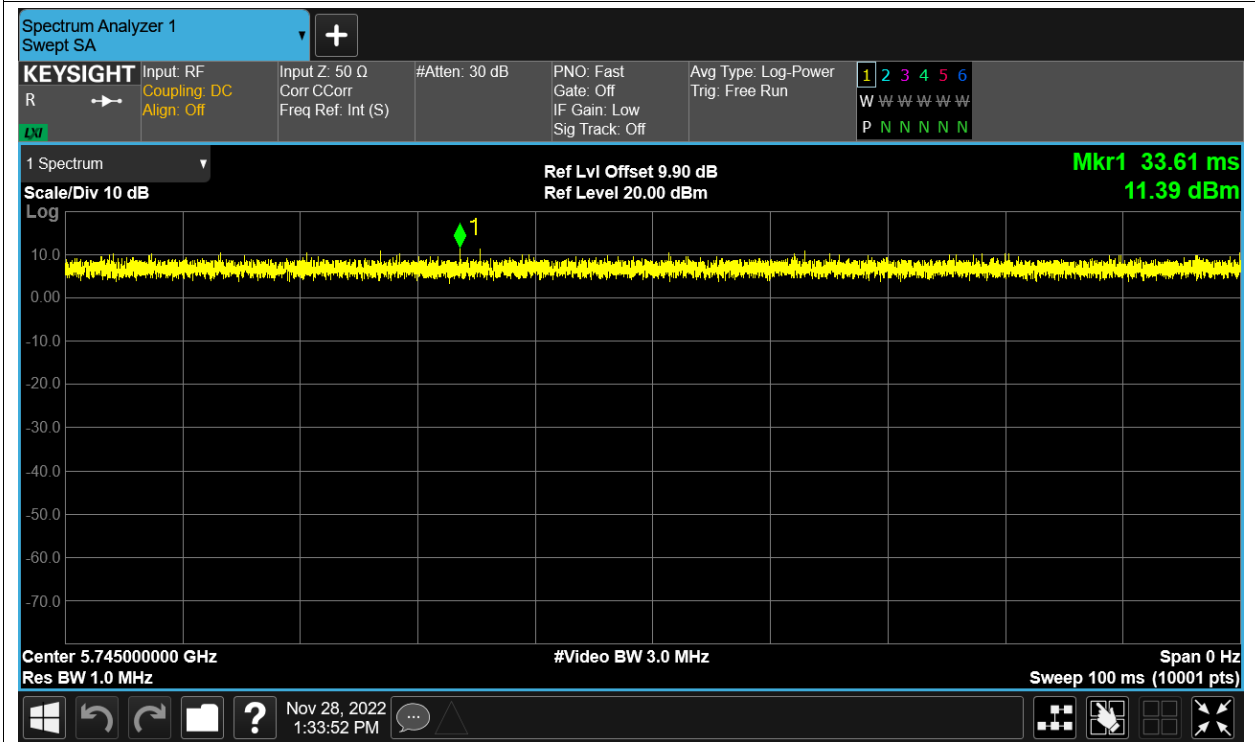 Spectrum Analyzer 1
Swept SA
KEYSIGHT
R
LXI
Input: RF
Coupling: DC
Align: Off
Input Z: 50 Ω
Corr CCorr
Freq Ref: Int (S)
#Atten: 30 dB
PNO: Fast
Gate: Off
IF Gain: Low
Sig Track: Off
Avg Type: Log-Power
Trig: Free Run
1 2 3 4 5 6
W W W W W W
P N N N N N
1 Spectrum
Scale/Div 10 dB
Log
Ref Lvl Offset 9.90 dB
Ref Level 20.00 dBm
Mkr1 33.61 ms
11.39 dBm
1
10.0
0.00
-10.0
-20.0
-30.0
-40.0
-50.0
-60.0
-70.0
Center 5.745000000 GHz
Res BW 1.0 MHz
#Video BW 3.0 MHz
Span 0 Hz
Sweep 100 ms (10001 pts)
?
Nov 28, 2022
1:33:52 PM